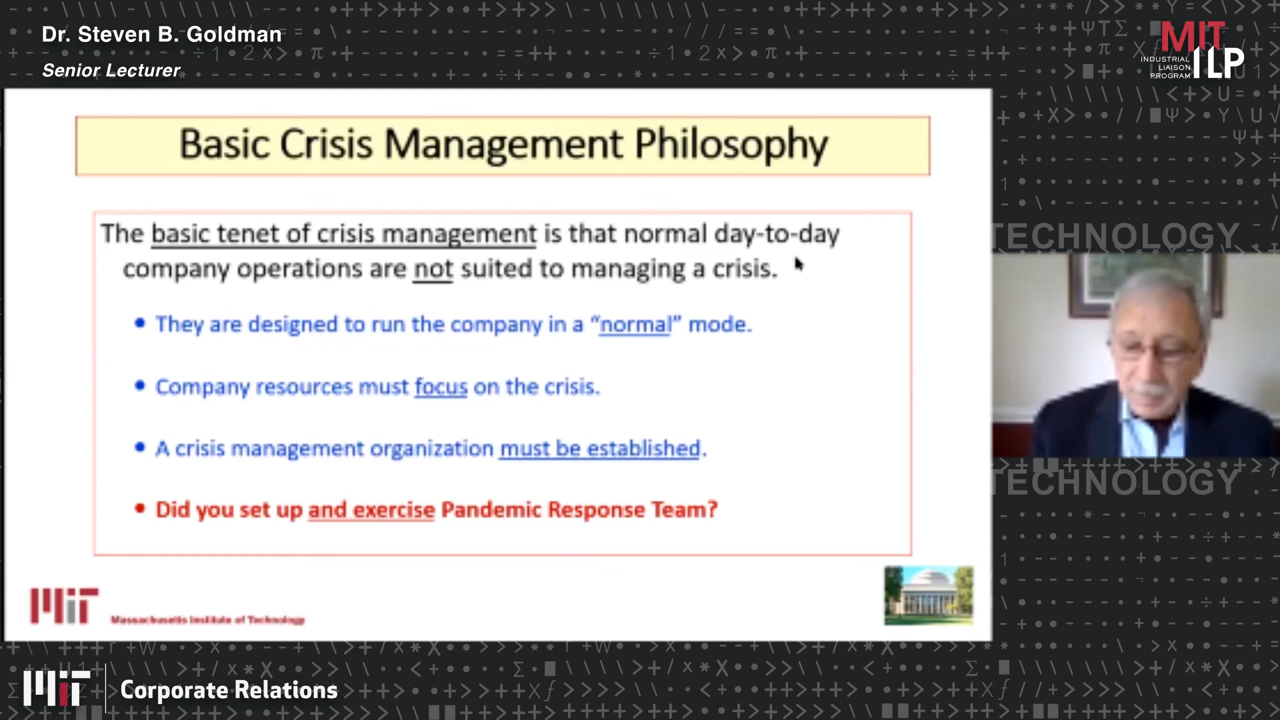 Dr. Steven B. Goldman
Senior Lecturer
MIT
INDUSTRIAL
LIAISON
PROGRAM
ILP
Basic Crisis Management Philosophy
The basic tenet of crisis management is that normal day-to-day
company operations are not suited to managing a crisis.
• They are designed to run the company in a “normal” mode.
• Company resources must focus on the crisis.
• A crisis management organization must be established.
• Did you set up and exercise Pandemic Response Team?
TECHNOLOGY
TECHNOLOGY
MIT
Massachusetts Institute of Technology
MIT
Corporate Relations